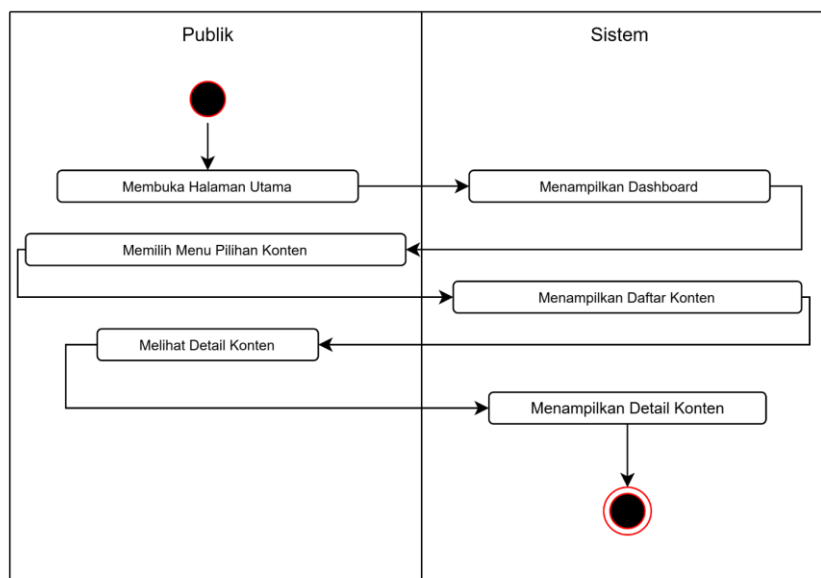 Publik
Sistem
Membuka Halaman Utama
Menampilkan Dashboard
Memilih Menu Pilihan Konten
Menampilkan Daftar Konten
Melihat Detail Konten
Menampilkan Detail Konten